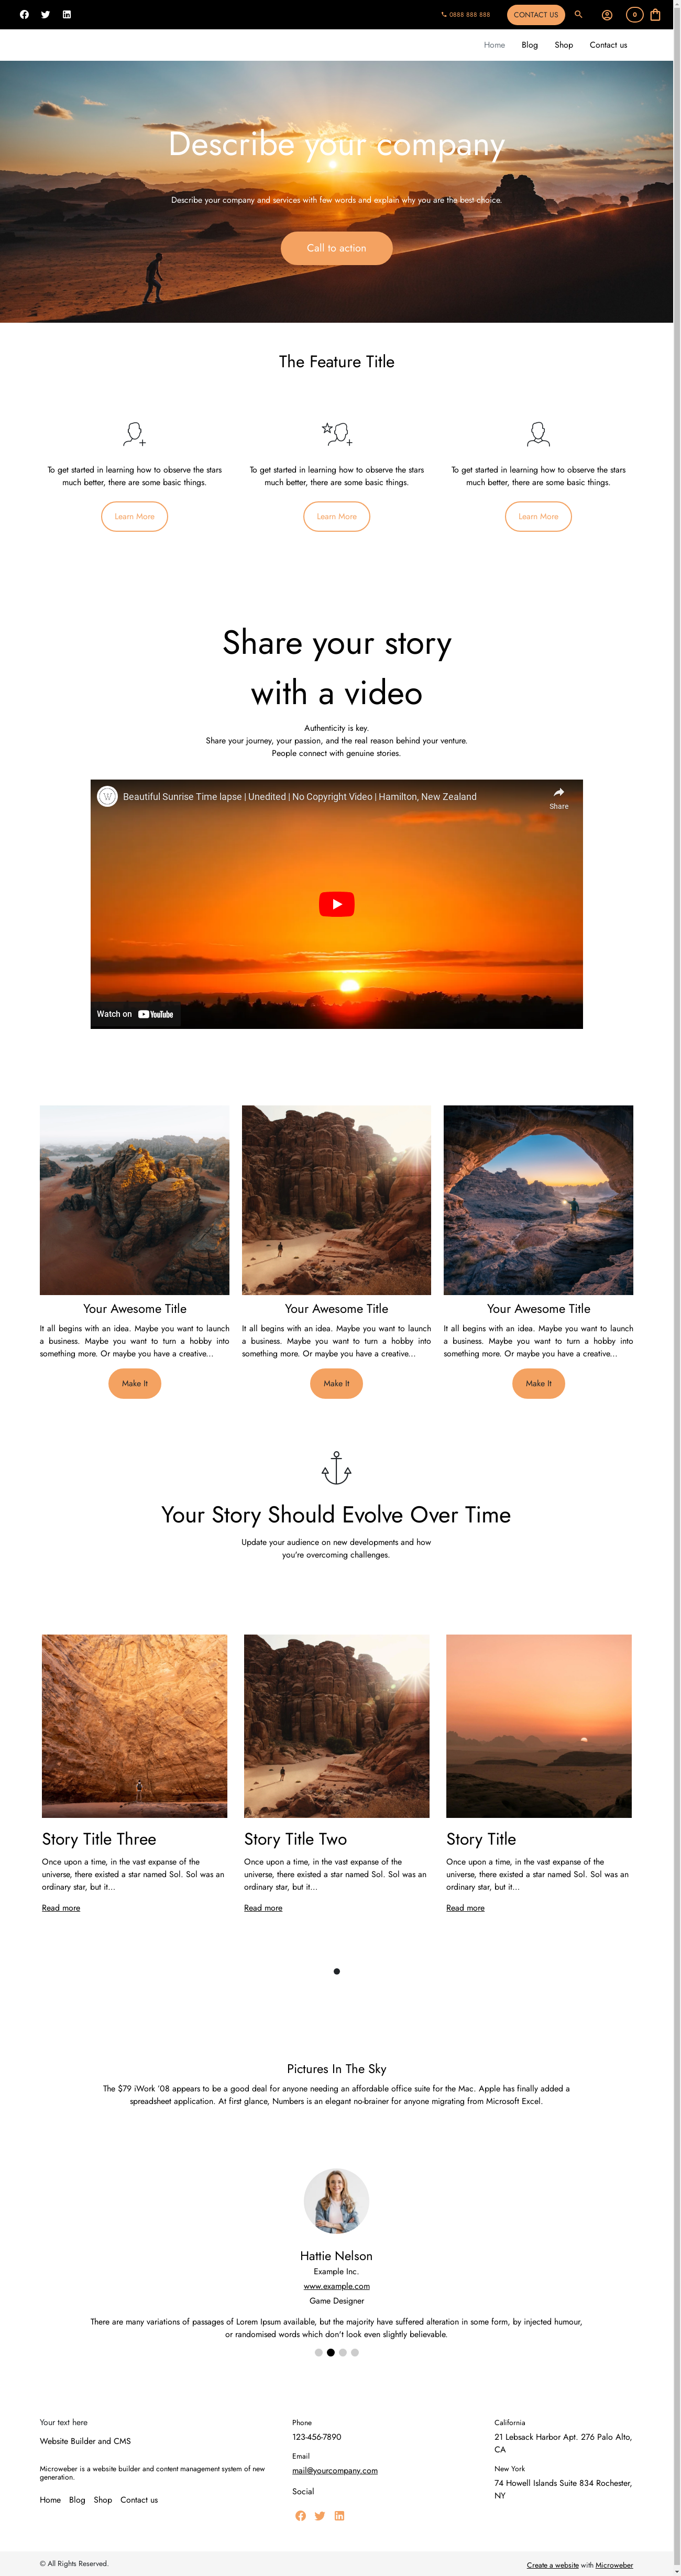 0888 888 888
CONTACT US
0
Home Blog Shop Contact us
Describe your company
Describe your company and services with few words and explain why you are the best choice.
Call to action
The Feature Title
To get started in learning how to observe the stars
much better, there are some basic things.
Learn More
To get started in learning how to observe the stars
much better, there are some basic things.
Learn More
To get started in learning how to observe the stars
much better, there are some basic things.
Learn More
Share your story
with a video
Authenticity is key.
Share your journey, your passion, and the real reason behind your venture.
People connect with genuine stories.
W
Beautiful Sunrise Time lapse | Unedited | No Copyright Video | Hamilton, New Zealand
Share
Watch on YouTube
Your Awesome Title
It all begins with an idea. Maybe you want to launch
a business. Maybe you want to turn a hobby into
something more. Or maybe you have a creative...
Make It
Your Awesome Title
It all begins with an idea. Maybe you want to launch
a business. Maybe you want to turn a hobby into
something more. Or maybe you have a creative...
Make It
Your Awesome Title
It all begins with an idea. Maybe you want to launch
a business. Maybe you want to turn a hobby into
something more. Or maybe you have a creative...
Make It
Your Story Should Evolve Over Time
Update your audience on new developments and how
you're overcoming challenges.
Story Title Three
Once upon a time, in the vast expanse of the
universe, there existed a star named Sol. Sol was an
ordinary star, but it...
Read more
Story Title Two
Once upon a time, in the vast expanse of the
universe, there existed a star named Sol. Sol was an
ordinary star, but it...
Read more
Story Title
Once upon a time, in the vast expanse of the
universe, there existed a star named Sol. Sol was an
ordinary star, but it...
Read more
Pictures In The Sky
The $79 iWork '08 appears to be a good deal for anyone needing an affordable office suite for the Mac. Apple has finally added a
spreadsheet application. At first glance, Numbers is an elegant no-brainer for anyone migrating from Microsoft Excel.
Hattie Nelson
Example Inc.
www.example.com
Game Designer
There are many variations of passages of Lorem Ipsum available, but the majority have suffered alteration in some form, by injected humour,
or randomised words which don't look even slightly believable.
Your text here
Website Builder and CMS
Microweber is a website builder and content management system of new
generation.
Home Blog Shop Contact us
Phone
123-456-7890
Email
mail@yourcompany.com
Social
California
21 Lebsack Harbor Apt. 276 Palo Alto,
CA
New York
74 Howell Islands Suite 834 Rochester,
NY
© All Rights Reserved.
Create a website with Microweber